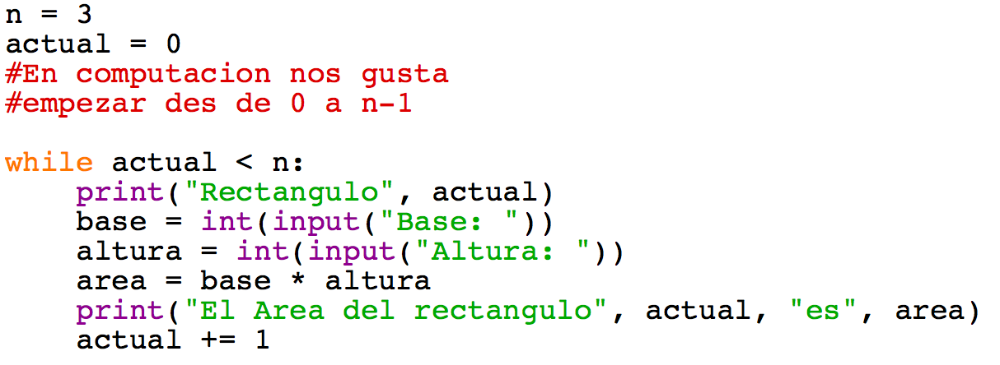 n = 3
actual = 0
#En computacion nos gusta
#empezar des de 0 a n-1
while actual < n:
    print("Rectangulo", actual)
    base = int(input("Base: "))
    altura = int(input("Altura: "))
    area = base * altura
    print("El Area del rectangulo", actual, "es", area)
    actual += 1